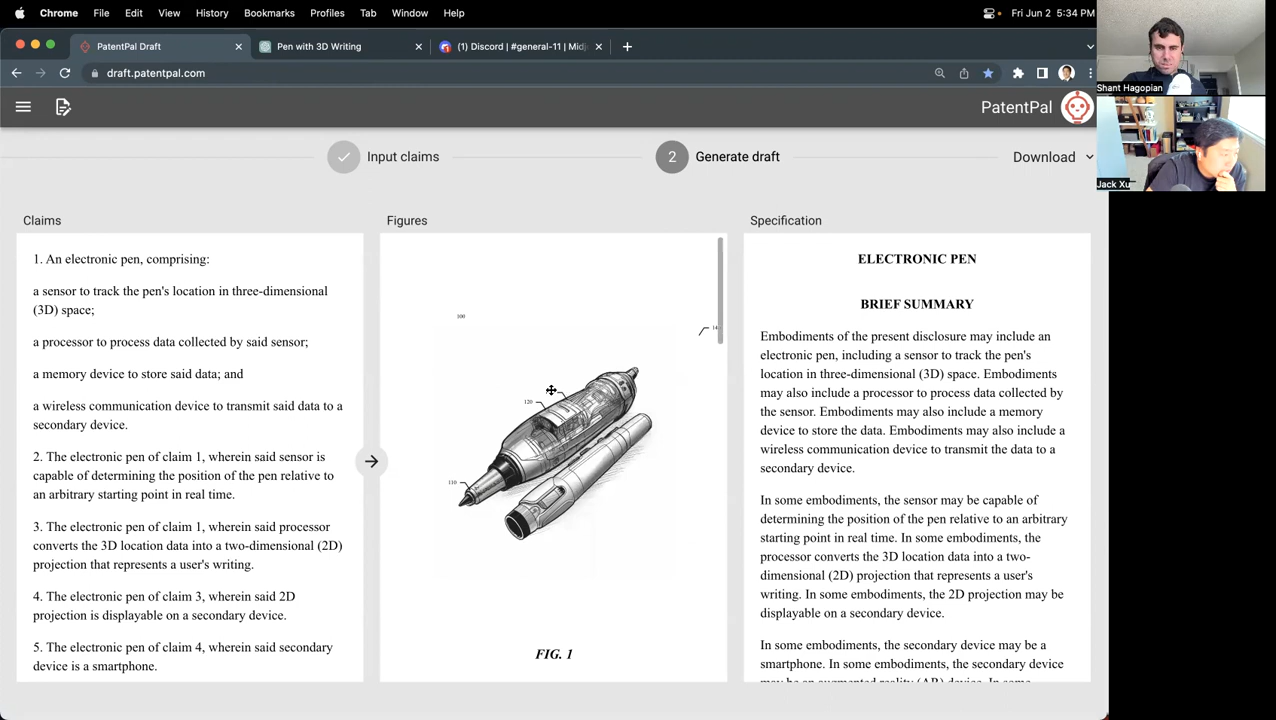 Chrome File Edit View History Bookmarks Profiles Tab Window Help
Fri Jun 2 5:34 PM
PatentPal Draft
Pen with 3D Writing
(1) Discord | #general-11 | Midj
draft.patentpal.com
Shant Hagopian
Jack Xu
PatentPal
Input claims
2 Generate draft
Download
Claims
1. An electronic pen, comprising:
a sensor to track the pen's location in three-dimensional
(3D) space;
a processor to process data collected by said sensor;
a memory device to store said data; and
a wireless communication device to transmit said data to a
secondary device.
2. The electronic pen of claim 1, wherein said sensor is
capable of determining the position of the pen relative to
an arbitrary starting point in real time.
3. The electronic pen of claim 1, wherein said processor
converts the 3D location data into a two-dimensional (2D)
projection that represents a user's writing.
4. The electronic pen of claim 3, wherein said 2D
projection is displayable on a secondary device.
5. The electronic pen of claim 4, wherein said secondary
device is a smartphone.
Figures
100
14
120
110
FIG. 1
Specification
ELECTRONIC PEN
BRIEF SUMMARY
Embodiments of the present disclosure may include an
electronic pen, including a sensor to track the pen's
location in three-dimensional (3D) space. Embodiments
may also include a processor to process data collected by
the sensor. Embodiments may also include a memory
device to store the data. Embodiments may also include a
wireless communication device to transmit the data to a
secondary device.
In some embodiments, the sensor may be capable of
determining the position of the pen relative to an arbitrary
starting point in real time. In some embodiments, the
processor converts the 3D location data into a two-
dimensional (2D) projection that represents a user's
writing. In some embodiments, the 2D projection may be
displayable on a secondary device.
In some embodiments, the secondary device may be a
smartphone. In some embodiments, the secondary device
may be an augmented reality (AR) device. In some